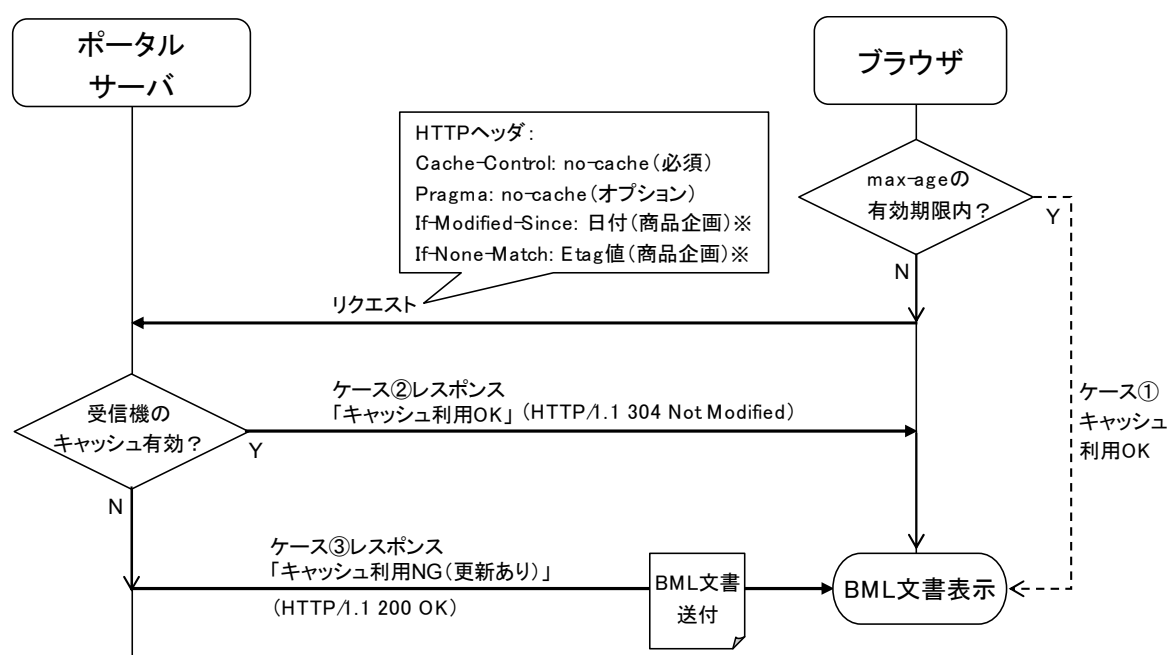 ポータル
サーバ
ブラウザ
HTTPヘッダ:
Cache-Control: no-cache(必須)
Pragma: no-cache(オプション)
If-Modified-Since: 日付(商品企画)※
If-None-Match: Etag値(商品企画)※
max-ageの
有効期限内?
Y
N
リクエスト
受信機の
キャッシュ有効?
Y
N
ケース②レスポンス
「キャッシュ利用OK」(HTTP/1.1 304 Not Modified)
ケース①
キャッシュ
利用OK
ケース③レスポンス
「キャッシュ利用NG(更新あり)」
(HTTP/1.1 200 OK)
BML文書
送付
BML文書表示